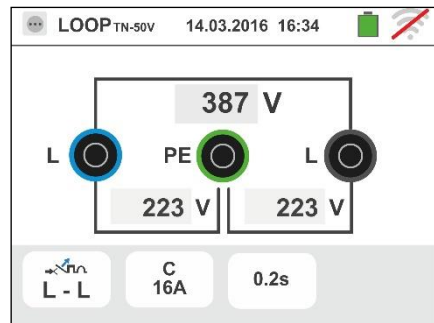 LOOP TN-50V 14.03.2016 16:34
387 V
L PE L
223 V 223 V
L - L C 16A 0.2s